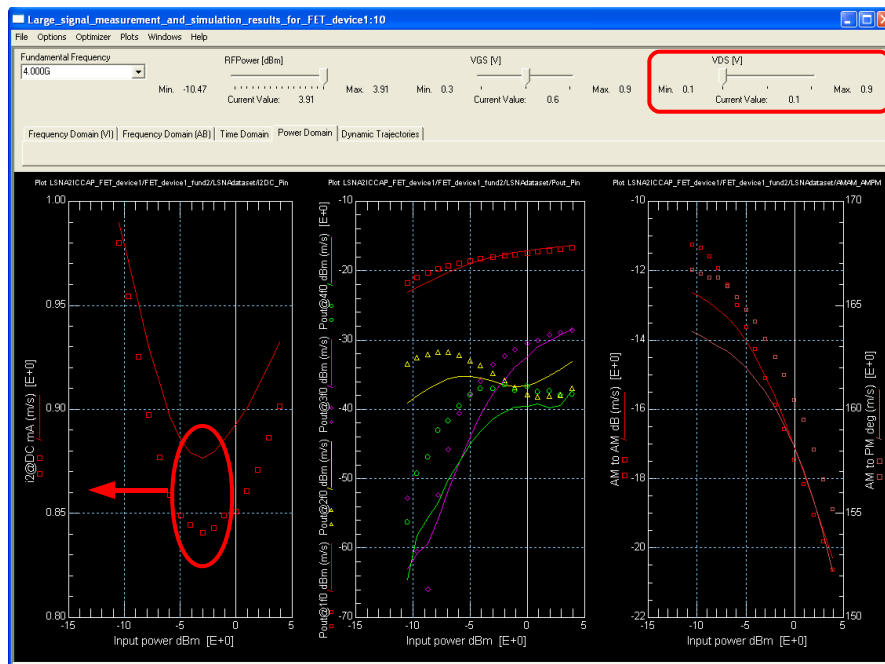 Large_signal_measurement_and_simulation_results_for_FET_device1:10
File Options Optimizer Plots Windows Help
Fundamental Frequency
4.000G
RFPower [dBm]
Min. -10.47
Max. 3.91
Current Value: 3.91
VGS [V]
Min. 0.3
Max. 0.9
Current Value: 0.6
VDS [V]
Min. 0.1
Max. 0.9
Current Value: 0.1
Frequency Domain (VI) Frequency Domain (AB) Time Domain Power Domain Dynamic Trajectories
Plot LSNA2ICCAP_FET_device1/FET_device1_fund2/LSNAdataset/i2DC_Pin
1.00
0.95
0.90
0.85
0.80
i2@DC mA (m/s) [E+0]
-15 -10 -5 0 5
Input power dBm [E+0]
Plot LSNA2ICCAP_FET_device1/FET_device1_fund2/LSNAdataset/Pout_Pin
-10
-20
-30
-40
-50
-60
-70
Pout@4f0 dBm (m/s) [E+0]
Pout@3f0 dBm (m/s) [E+0]
Pout@2f0 dBm (m/s) [E+0]
Pout@1f0 dBm (m/s) [E+0]
-15 -10 -5 0 5
Input power dBm [E+0]
Plot LSNA2ICCAP_FET_device1/FET_device1_fund2/LSNAdataset/AMAM_AMPM
-10
-12
-14
-16
-18
-20
-22
AM to AM dB (m/s) [E+0]
170
165
160
155
150
AM to PM deg (m/s) [E+0]
-15 -10 -5 0 5
Input power dBm [E+0]